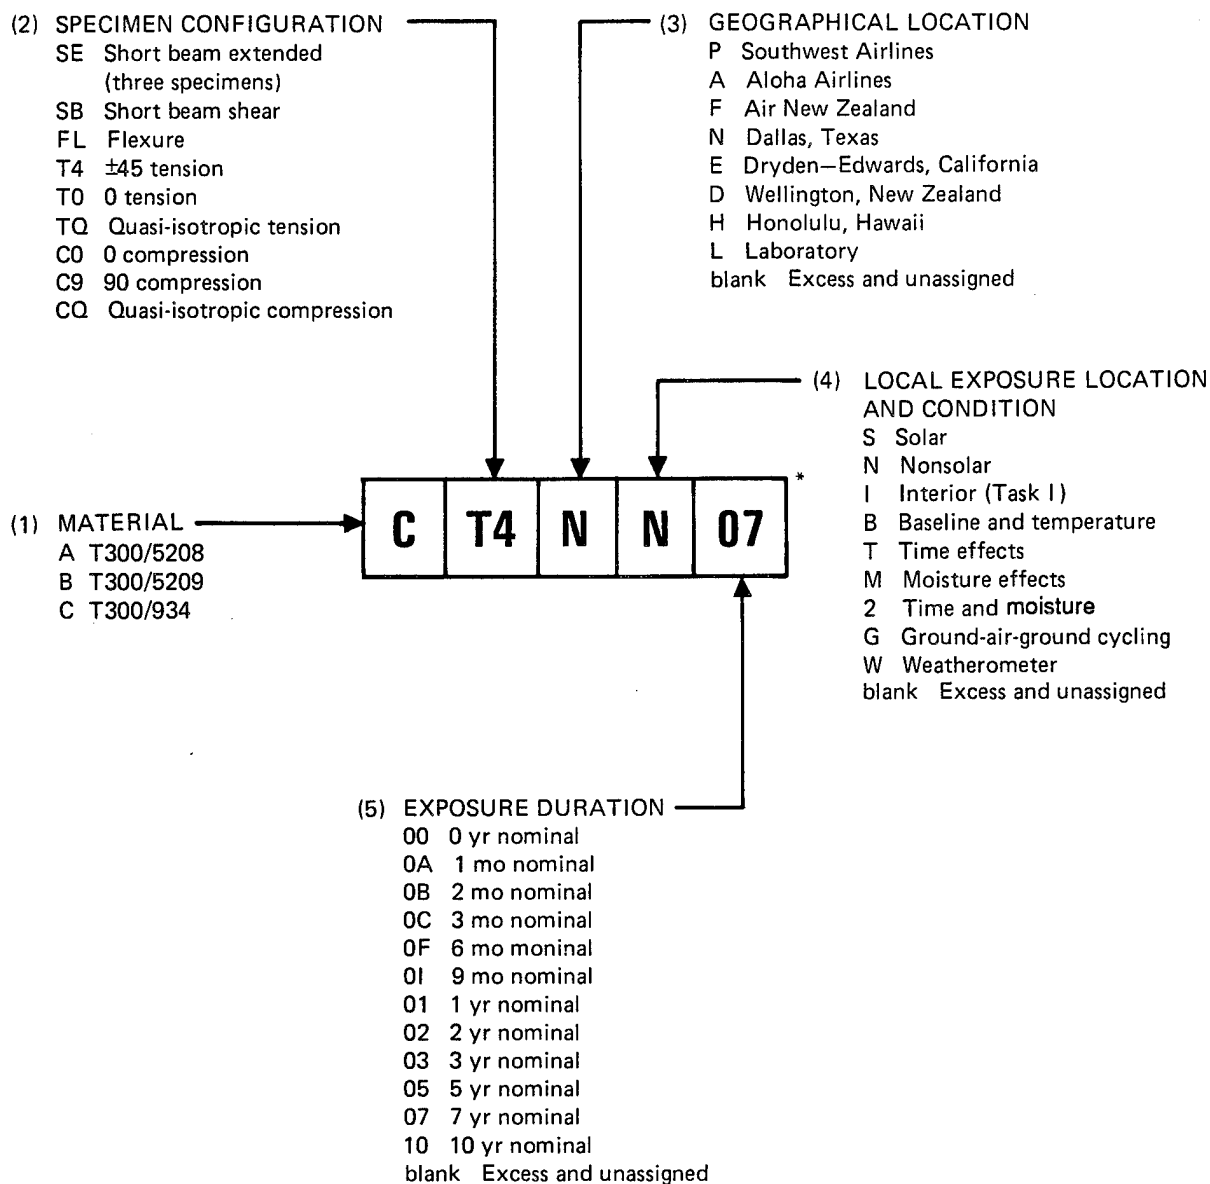 (2) SPECIMEN CONFIGURATION
SE Short beam extended
(three specimens)
SB Short beam shear
FL Flexure
T4 ±45 tension
T0 0 tension
TQ Quasi-isotropic tension
C0 0 compression
C9 90 compression
CQ Quasi-isotropic compression
(3) GEOGRAPHICAL LOCATION
P Southwest Airlines
A Aloha Airlines
F Air New Zealand
N Dallas, Texas
E Dryden—Edwards, California
D Wellington, New Zealand
H Honolulu, Hawaii
L Laboratory
blank Excess and unassigned
(4) LOCAL EXPOSURE LOCATION
AND CONDITION
S Solar
N Nonsolar
I Interior (Task I)
B Baseline and temperature
T Time effects
M Moisture effects
2 Time and moisture
G Ground-air-ground cycling
W Weatherometer
blank Excess and unassigned
(1) MATERIAL
A T300/5208
B T300/5209
C T300/934
C T4 N N 07 *
(5) EXPOSURE DURATION
00 0 yr nominal
0A 1 mo nominal
0B 2 mo nominal
0C 3 mo nominal
0F 6 mo moninal
0I 9 mo nominal
01 1 yr nominal
02 2 yr nominal
03 3 yr nominal
05 5 yr nominal
07 7 yr nominal
10 10 yr nominal
blank Excess and unassigned